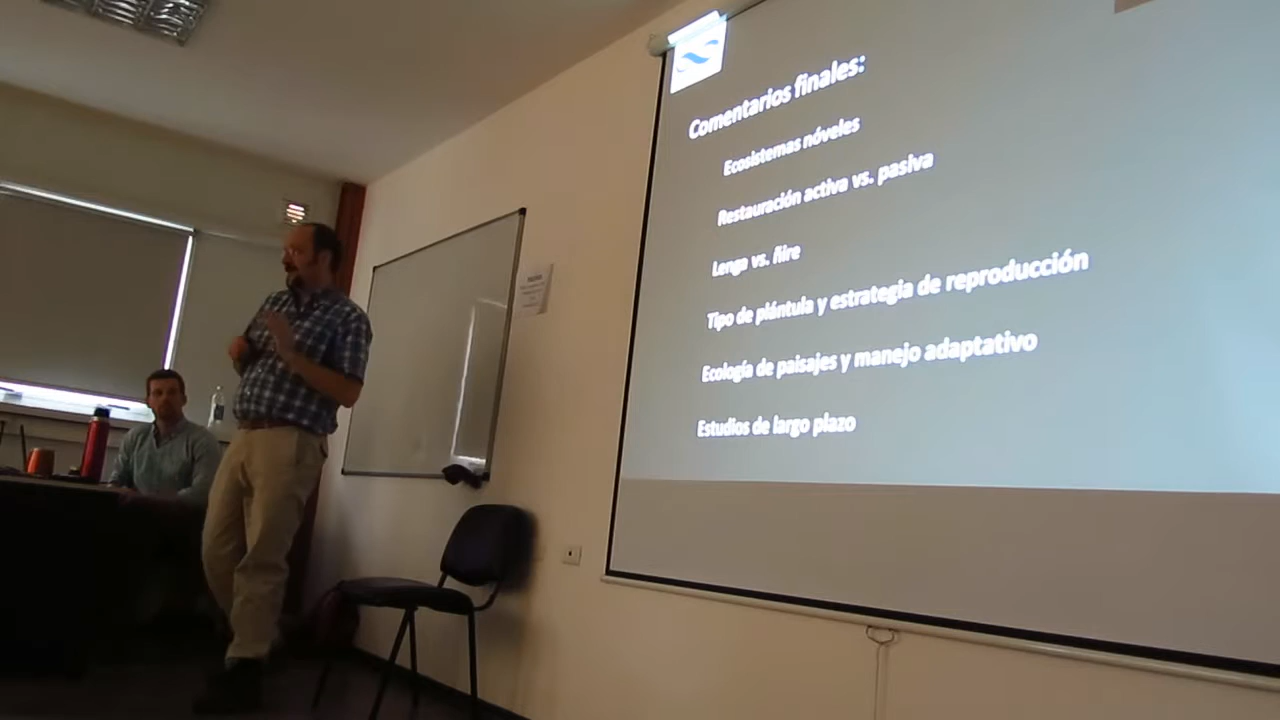 Comentarios finales:
Ecosistemas nóveles
Restauración activa vs. pasiva
Lenga vs. ñire
Tipo de plántula y estrategia de reproducción
Ecología de paisajes y manejo adaptativo
Estudios de largo plazo